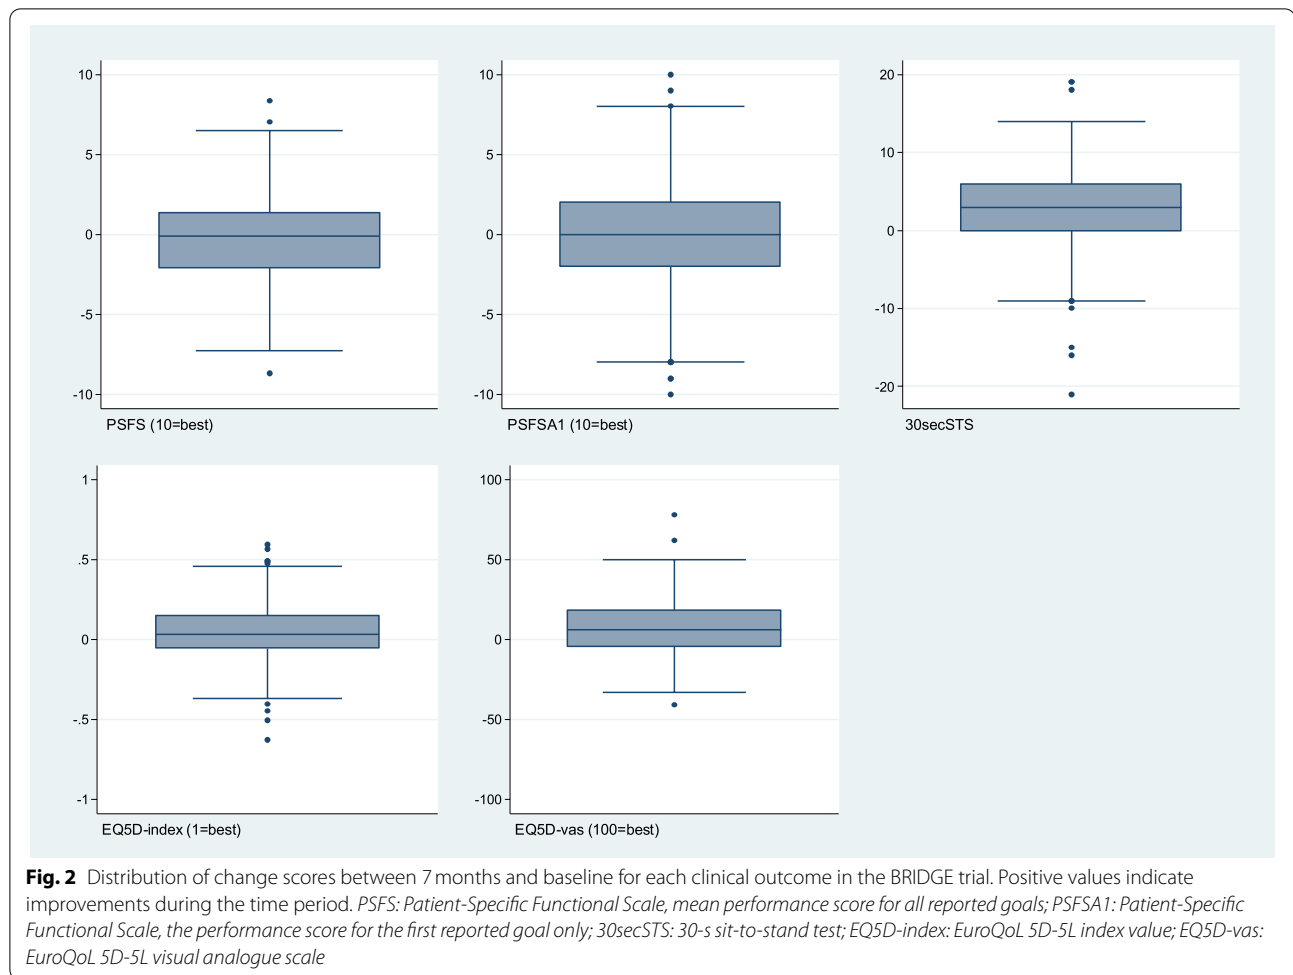 10
5
0
-5
-10
PSFS (10=best)
10
5
0
-5
-10
PSFSA1 (10=best)
20
10
0
-10
-20
30secSTS
1
.5
0
-.5
-1
EQ5D-index (1=best)
100
50
0
-50
-100
EQ5D-vas (100=best)
Fig. 2 Distribution of change scores between 7 months and baseline for each clinical outcome in the BRIDGE trial. Positive values indicate
improvements during the time period. PSFS: Patient-Specific Functional Scale, mean performance score for all reported goals; PSFSA1: Patient-Specific
Functional Scale, the performance score for the first reported goal only; 30secSTS: 30-s sit-to-stand test; EQ5D-index: EuroQoL 5D-5L index value; EQ5D-vas:
EuroQoL 5D-5L visual analogue scale